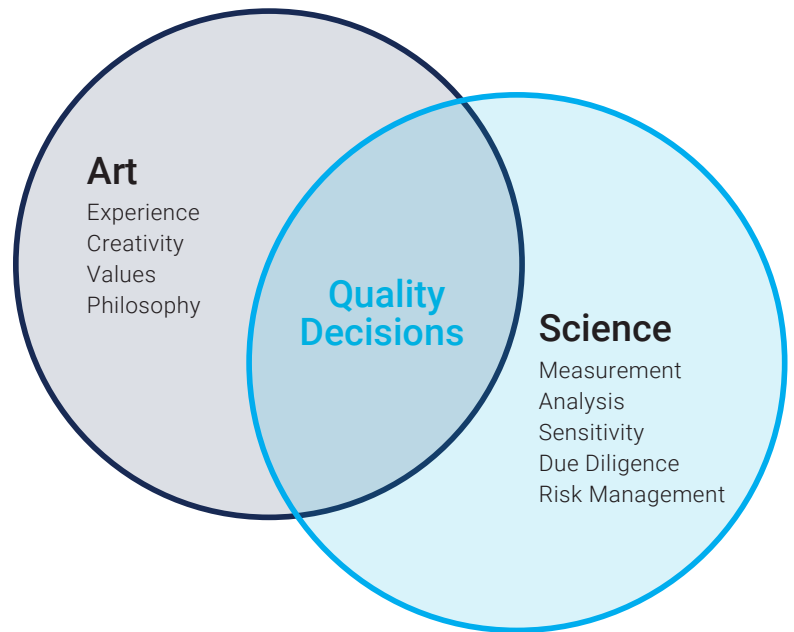 Art
Experience
Creativity
Values
Philosophy
Quality
Decisions
Science
Measurement
Analysis
Sensitivity
Due Diligence
Risk Management